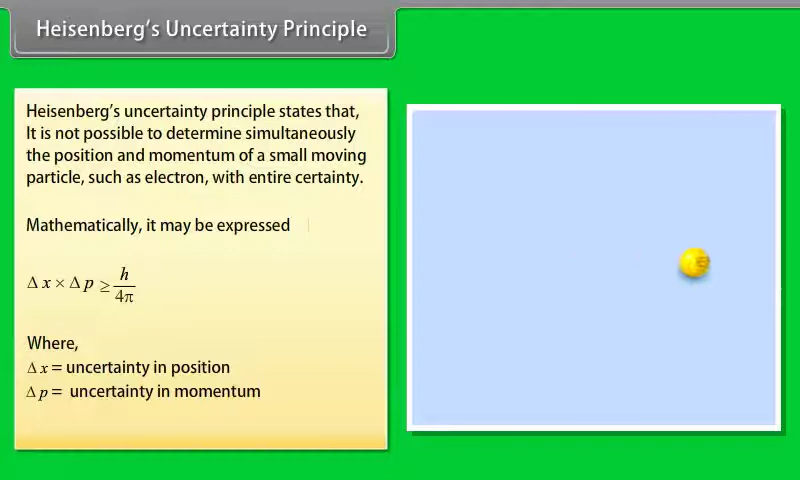 Heisenberg's Uncertainty Principle
Heisenberg's uncertainty principle states that,
It is not possible to determine simultaneously
the position and momentum of a small moving
particle, such as electron, with entire certainty.
Mathematically, it may be expressed
Δx × Δp ≥ h/4π
Where,
Δx = uncertainty in position
Δp = uncertainty in momentum